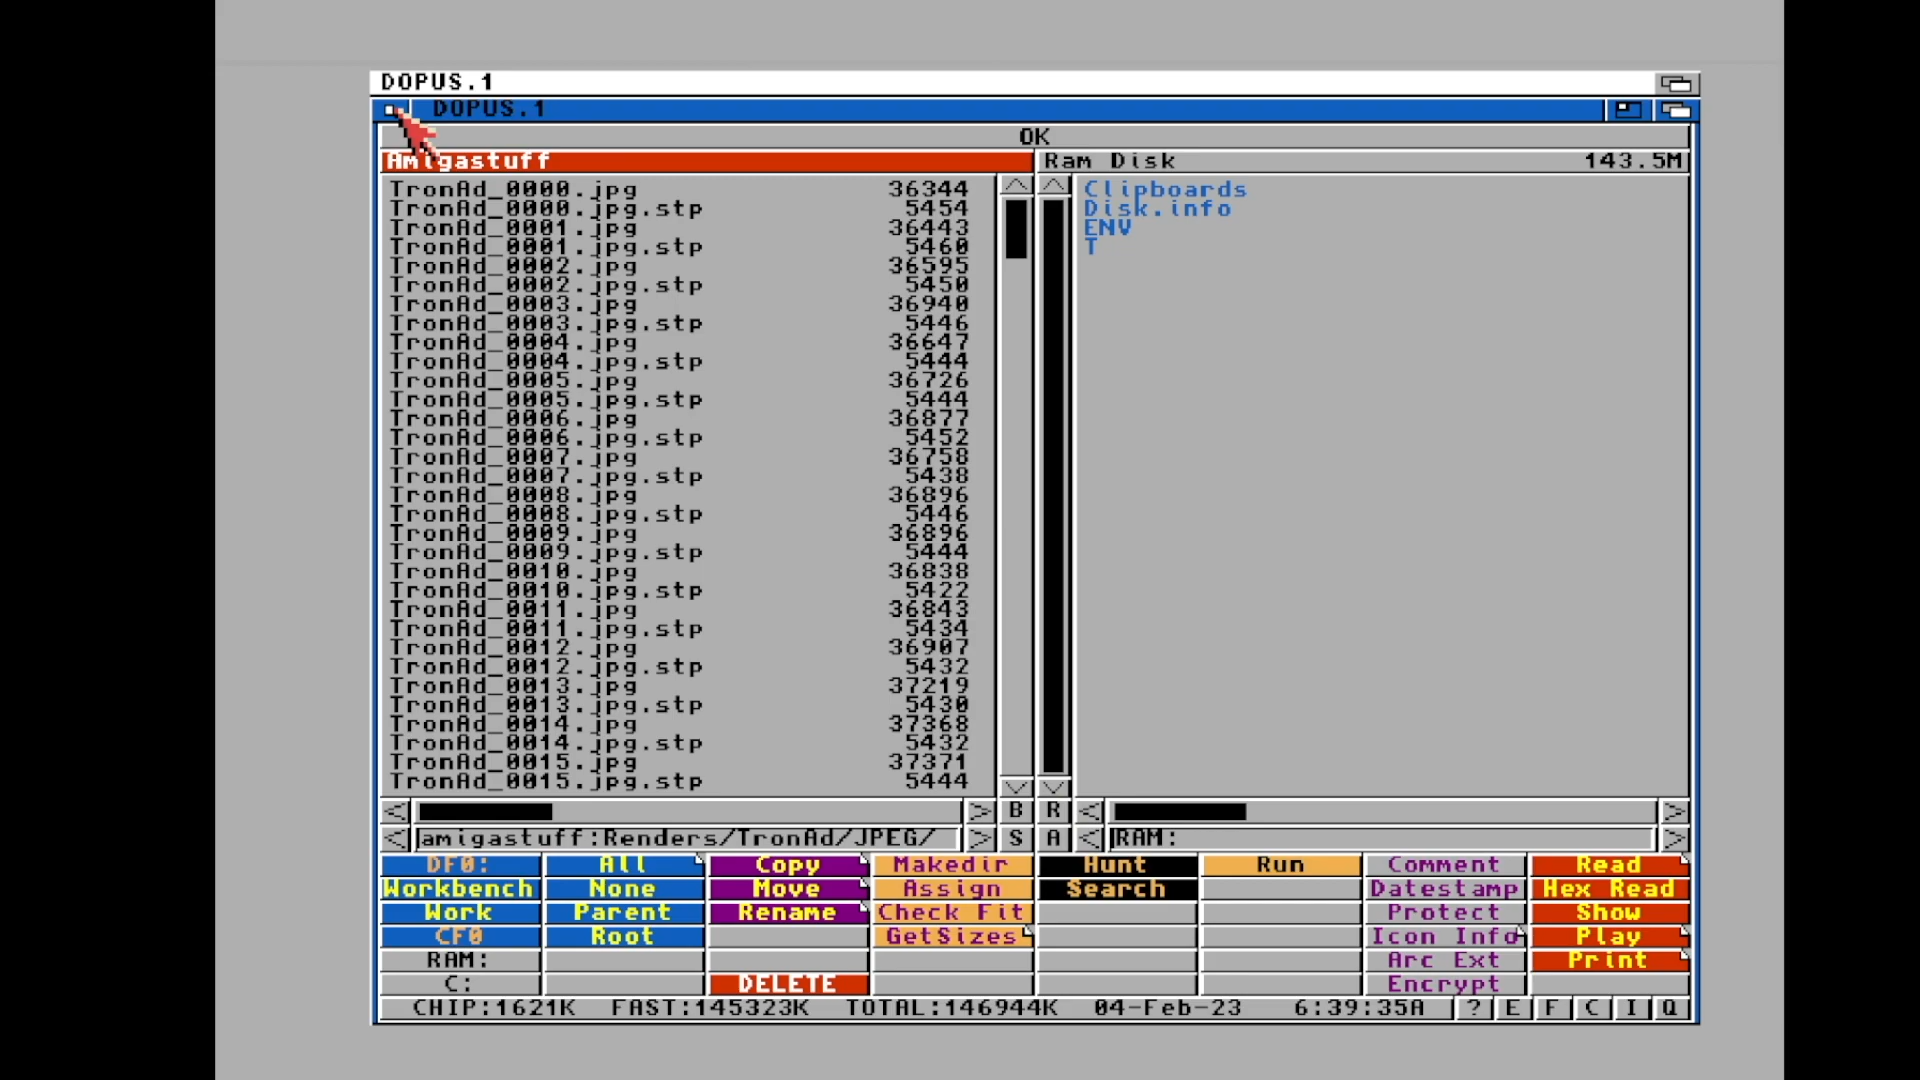 DOPUS.1
DOPUS.1
OK
Amigastuff
Ram Disk 143.5M
TronAd_0000.jpg 36344
TronAd_0000.jpg.stp 5454
TronAd_0001.jpg 36443
TronAd_0001.jpg.stp 5460
TronAd_0002.jpg 36595
TronAd_0002.jpg.stp 5450
TronAd_0003.jpg 36940
TronAd_0003.jpg.stp 5446
TronAd_0004.jpg 36647
TronAd_0004.jpg.stp 5444
TronAd_0005.jpg 36726
TronAd_0005.jpg.stp 5444
TronAd_0006.jpg 36877
TronAd_0006.jpg.stp 5452
TronAd_0007.jpg 36758
TronAd_0007.jpg.stp 5438
TronAd_0008.jpg 36896
TronAd_0008.jpg.stp 5446
TronAd_0009.jpg 36896
TronAd_0009.jpg.stp 5444
TronAd_0010.jpg 36838
TronAd_0010.jpg.stp 5422
TronAd_0011.jpg 36843
TronAd_0011.jpg.stp 5434
TronAd_0012.jpg 36907
TronAd_0012.jpg.stp 5432
TronAd_0013.jpg 37219
TronAd_0013.jpg.stp 5430
TronAd_0014.jpg 37368
TronAd_0014.jpg.stp 5432
TronAd_0015.jpg 37371
TronAd_0015.jpg.stp 5444
Clipboards
Disk.info
ENV
T
B R
amigastuff:Renders/TronAd/JPEG/ S A RAM:
DF0: All Copy Makedir Hunt Run Comment Read
Workbench None Move Assign Search Datestamp Hex Read
Work Parent Rename Check Fit Protect Show
CF0 Root GetSizes Icon Info Play
RAM: Arc Ext Print
C: DELETE Encrypt
CHIP:1621K FAST:145323K TOTAL:146944K 04-Feb-23 6:39:35A ? E F C I Q